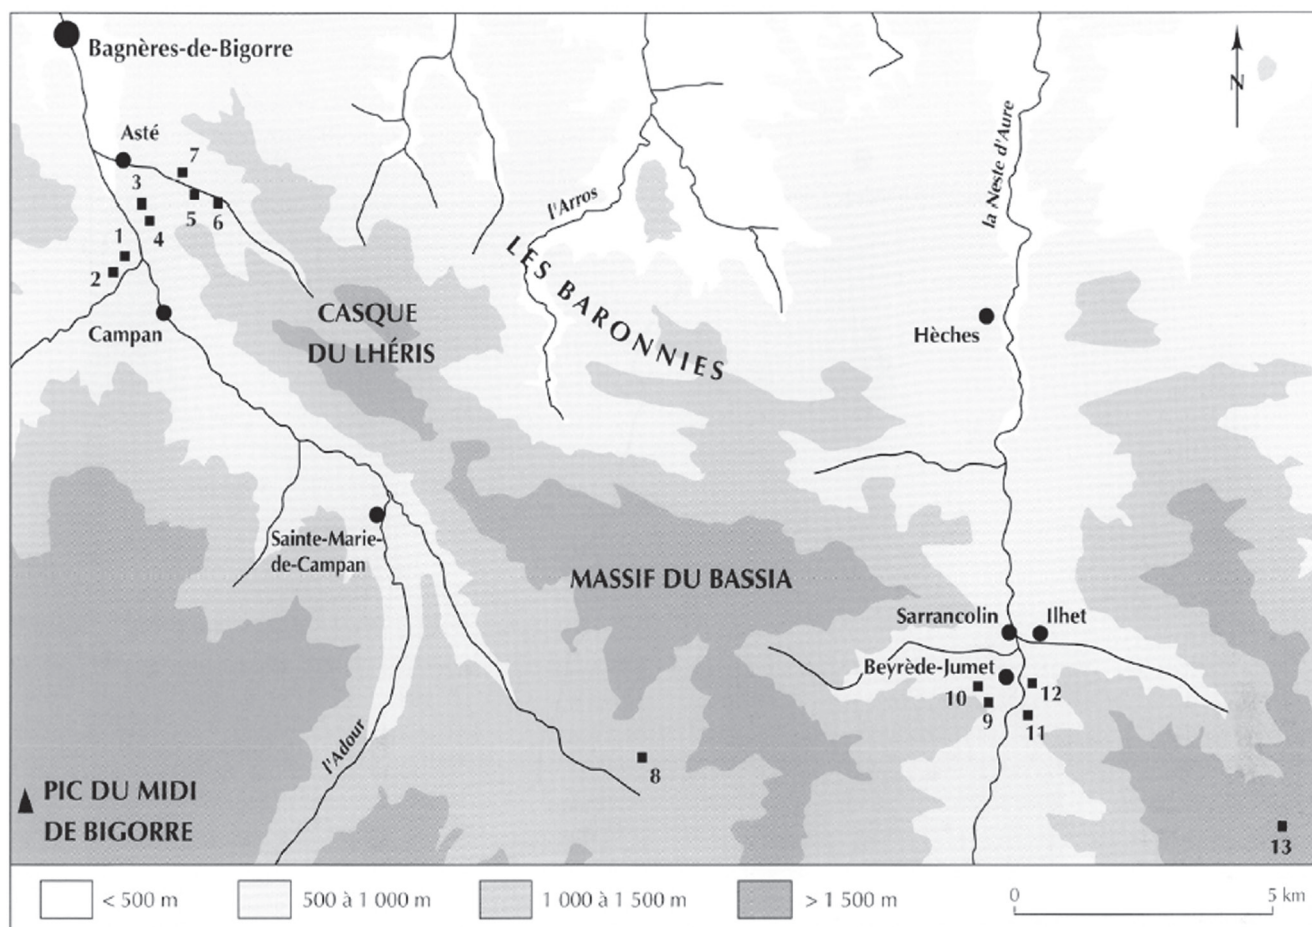 Bagnères-de-Bigorre
N
Asté
7
3
5
6
4
1
2
l'Arros
la Neste d'Aure
LES BARONNIES
CASQUE
DU LHÉRIS
Campan
Hèches
Sainte-Marie-
de-Campan
MASSIF DU BASSIA
Sarrancolin
Ilhet
Beyrède-Jumet
10
9
12
11
l'Adour
8
PIC DU MIDI
DE BIGORRE
13
< 500 m
500 à 1 000 m
1 000 à 1 500 m
> 1 500 m
0
5 km